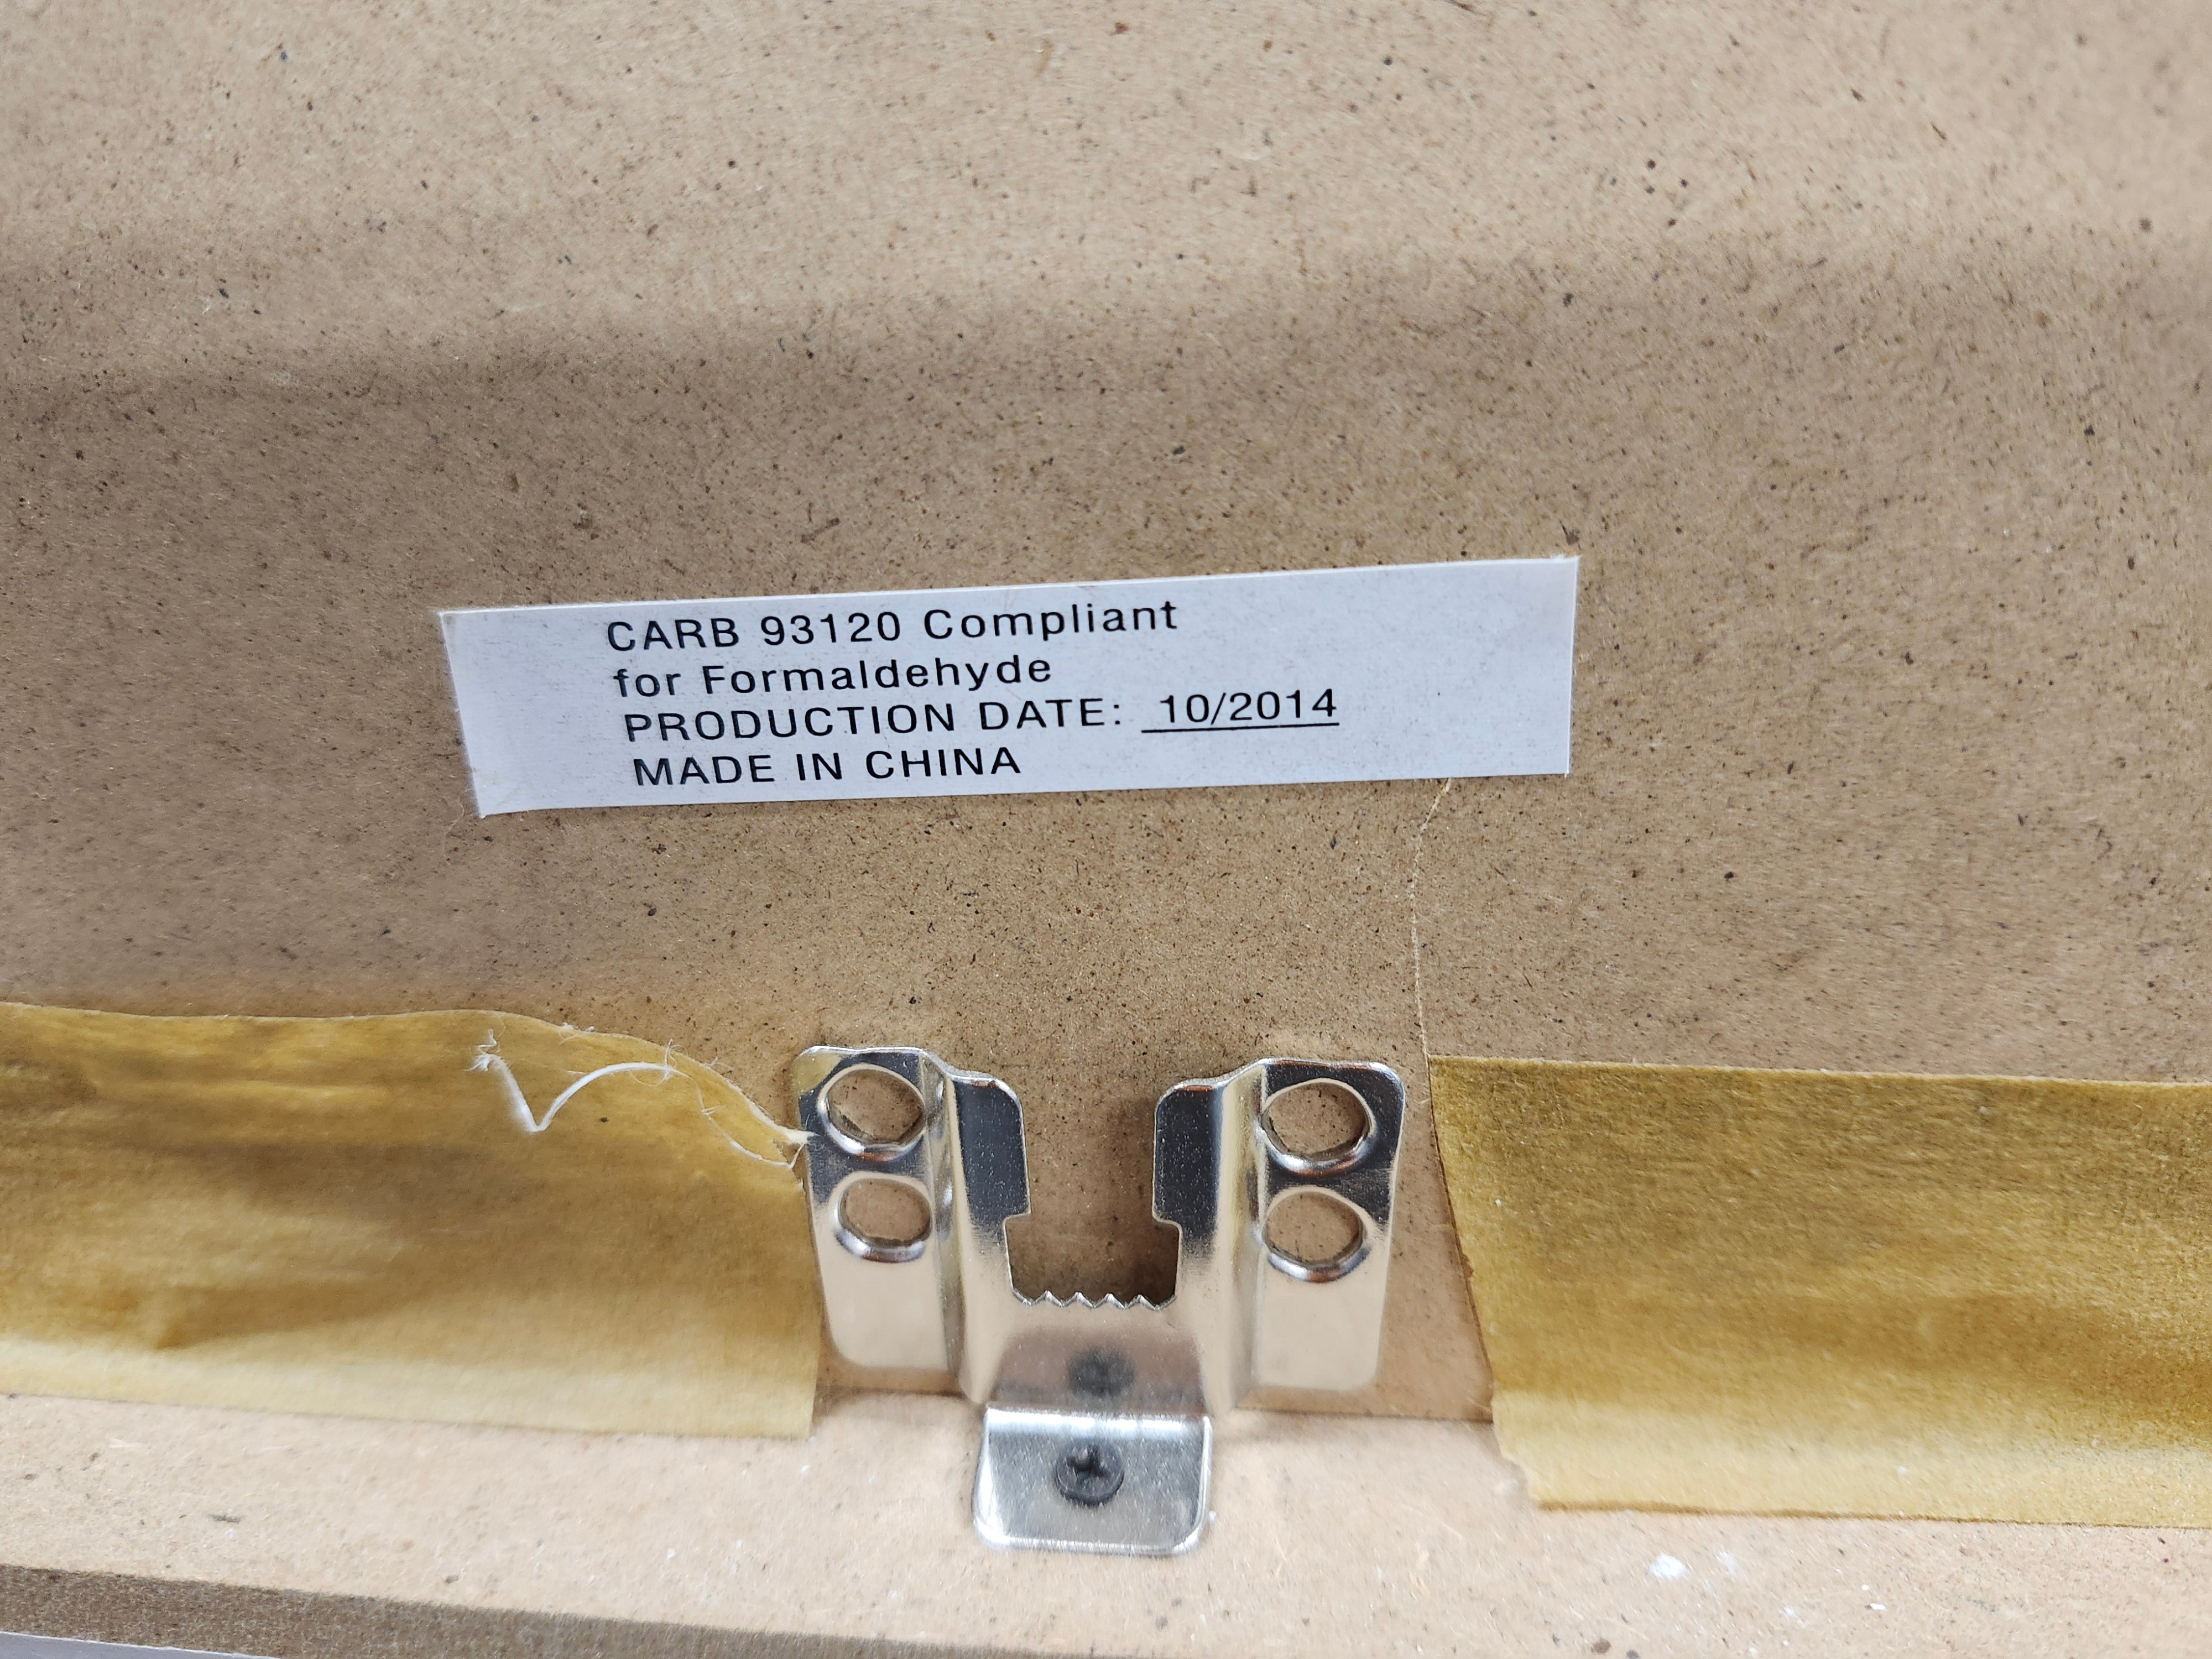 CARB 93120 Compliant
for Formaldehyde
PRODUCTION DATE: 10/2014
MADE IN CHINA